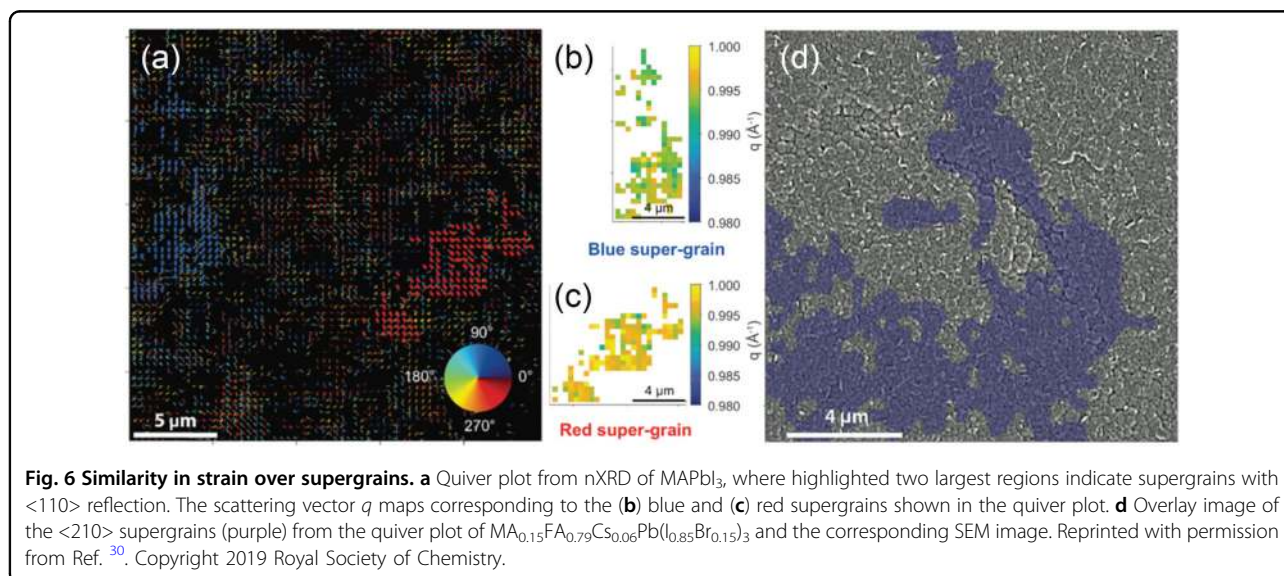 (a)
90°
180°
0°
270°
5 µm
(b)
1.000
0.995
0.990
0.985
0.980
q (Å⁻¹)
4 µm
Blue super-grain
(c)
1.000
0.995
0.990
0.985
0.980
q (Å⁻¹)
4 µm
Red super-grain
(d)
4 µm
Fig. 6 Similarity in strain over supergrains. a Quiver plot from nXRD of MAPbI₃, where highlighted two largest regions indicate supergrains with
<110> reflection. The scattering vector q maps corresponding to the (b) blue and (c) red supergrains shown in the quiver plot. d Overlay image of
the <210> supergrains (purple) from the quiver plot of MA₀.₁₅FA₀.₇₉Cs₀.₀₆Pb(I₀.₈₅Br₀.₁₅)₃ and the corresponding SEM image. Reprinted with permission
from Ref. ³⁰. Copyright 2019 Royal Society of Chemistry.